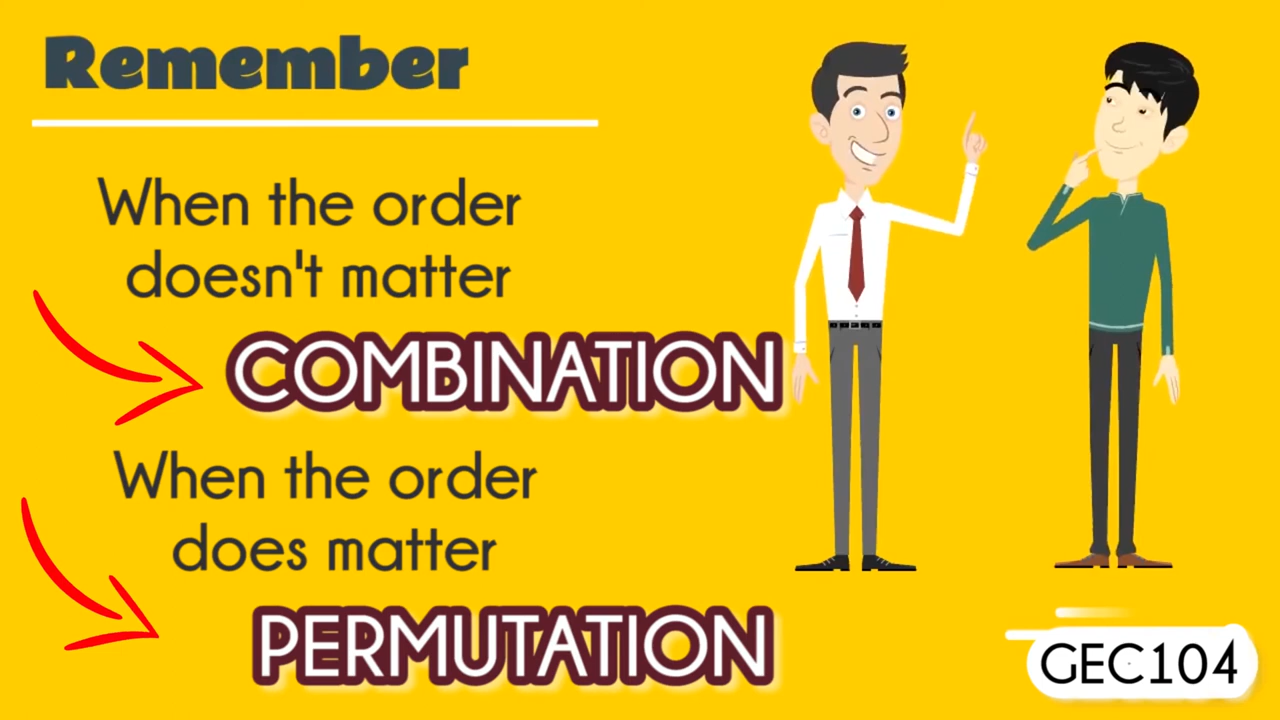 Remember
When the order
doesn't matter
COMBINATION
When the order
does matter
PERMUTATION
GEC104